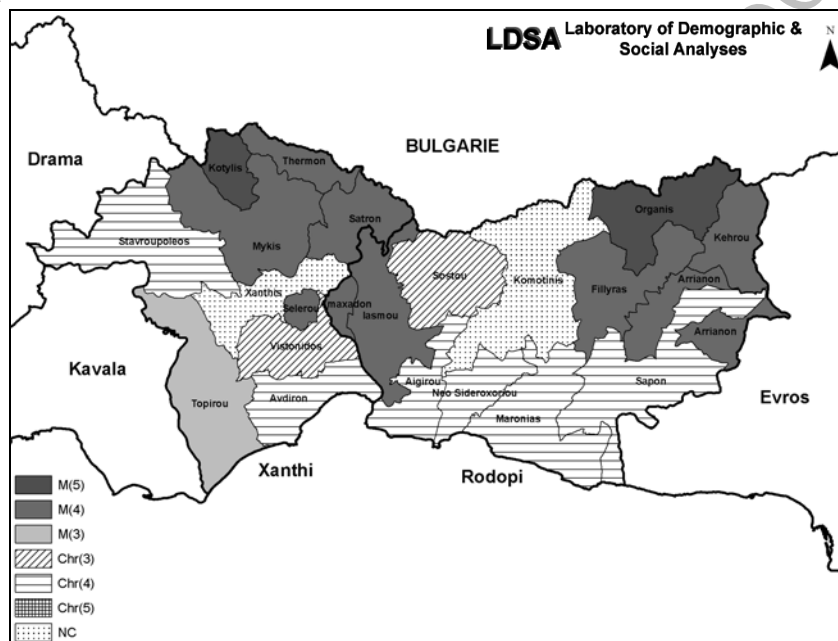 LDSA Laboratory of Demographic &
Social Analyses
N
BULGARIE
Drama
Kotylis
Thermon
Organis
Satron
Stavroupoleos
Mykis
Kehrou
Sostou
Arrianon
Komotinis
Xanthis
Fillyras
Selerou
maxadon
Iasmou
Arrianon
Vistonidos
Kavala
Aigirou
Sapon
Neo Sideroxoriou
Topirou
Avdiron
Evros
Maronias
Xanthi
Rodopi
M(5)
M(4)
M(3)
Chr(3)
Chr(4)
Chr(5)
NC